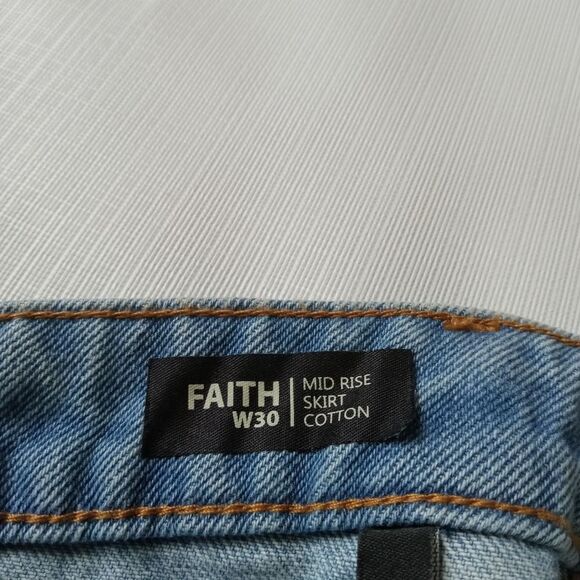 FAITH
W30
MID RISE
SKIRT
COTTON